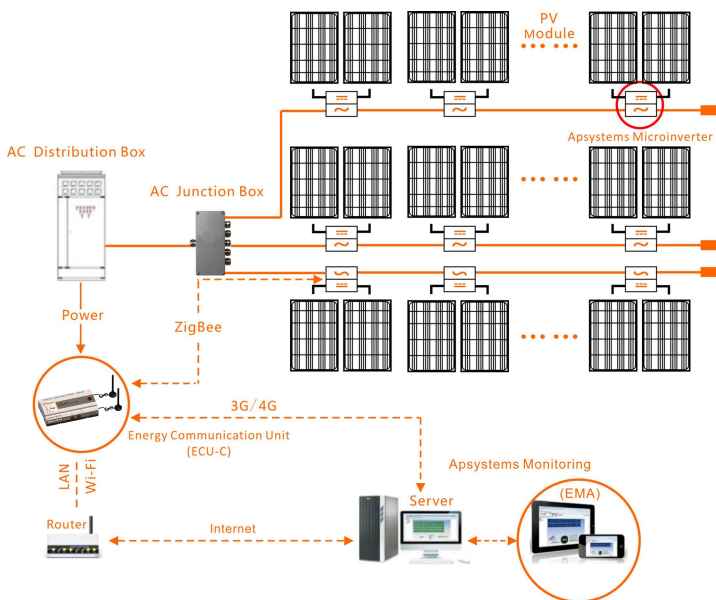 PV
Module
Apsystems Microinverter
AC Distribution Box
AC Junction Box
Power
ZigBee
3G/4G
Energy Communication Unit
(ECU-C)
LAN
Wi-Fi
Apsystems Monitoring
(EMA)
Server
Router
Internet